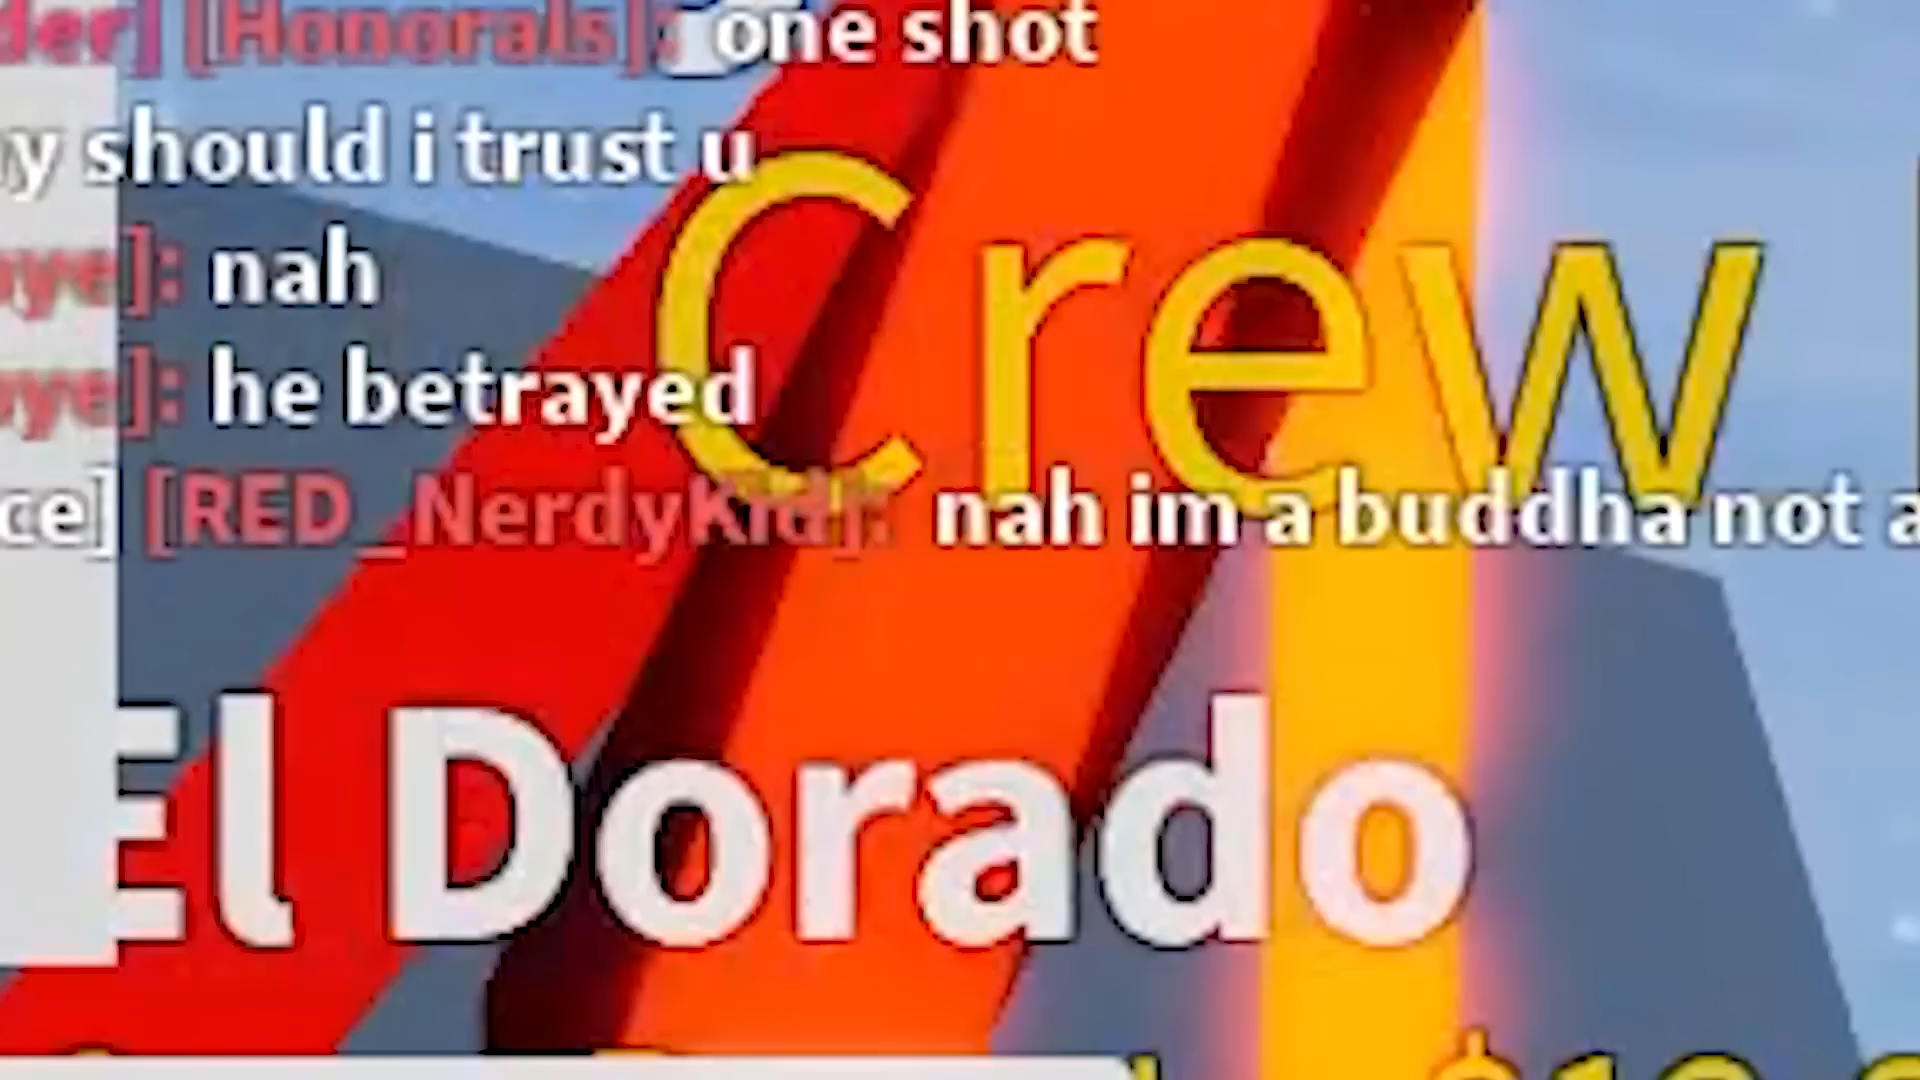 [Honorals]: one shot
should i trust u
nah
he betrayed
Crew
[RED_NerdyKid]: nah im a buddha not a
El Dorado